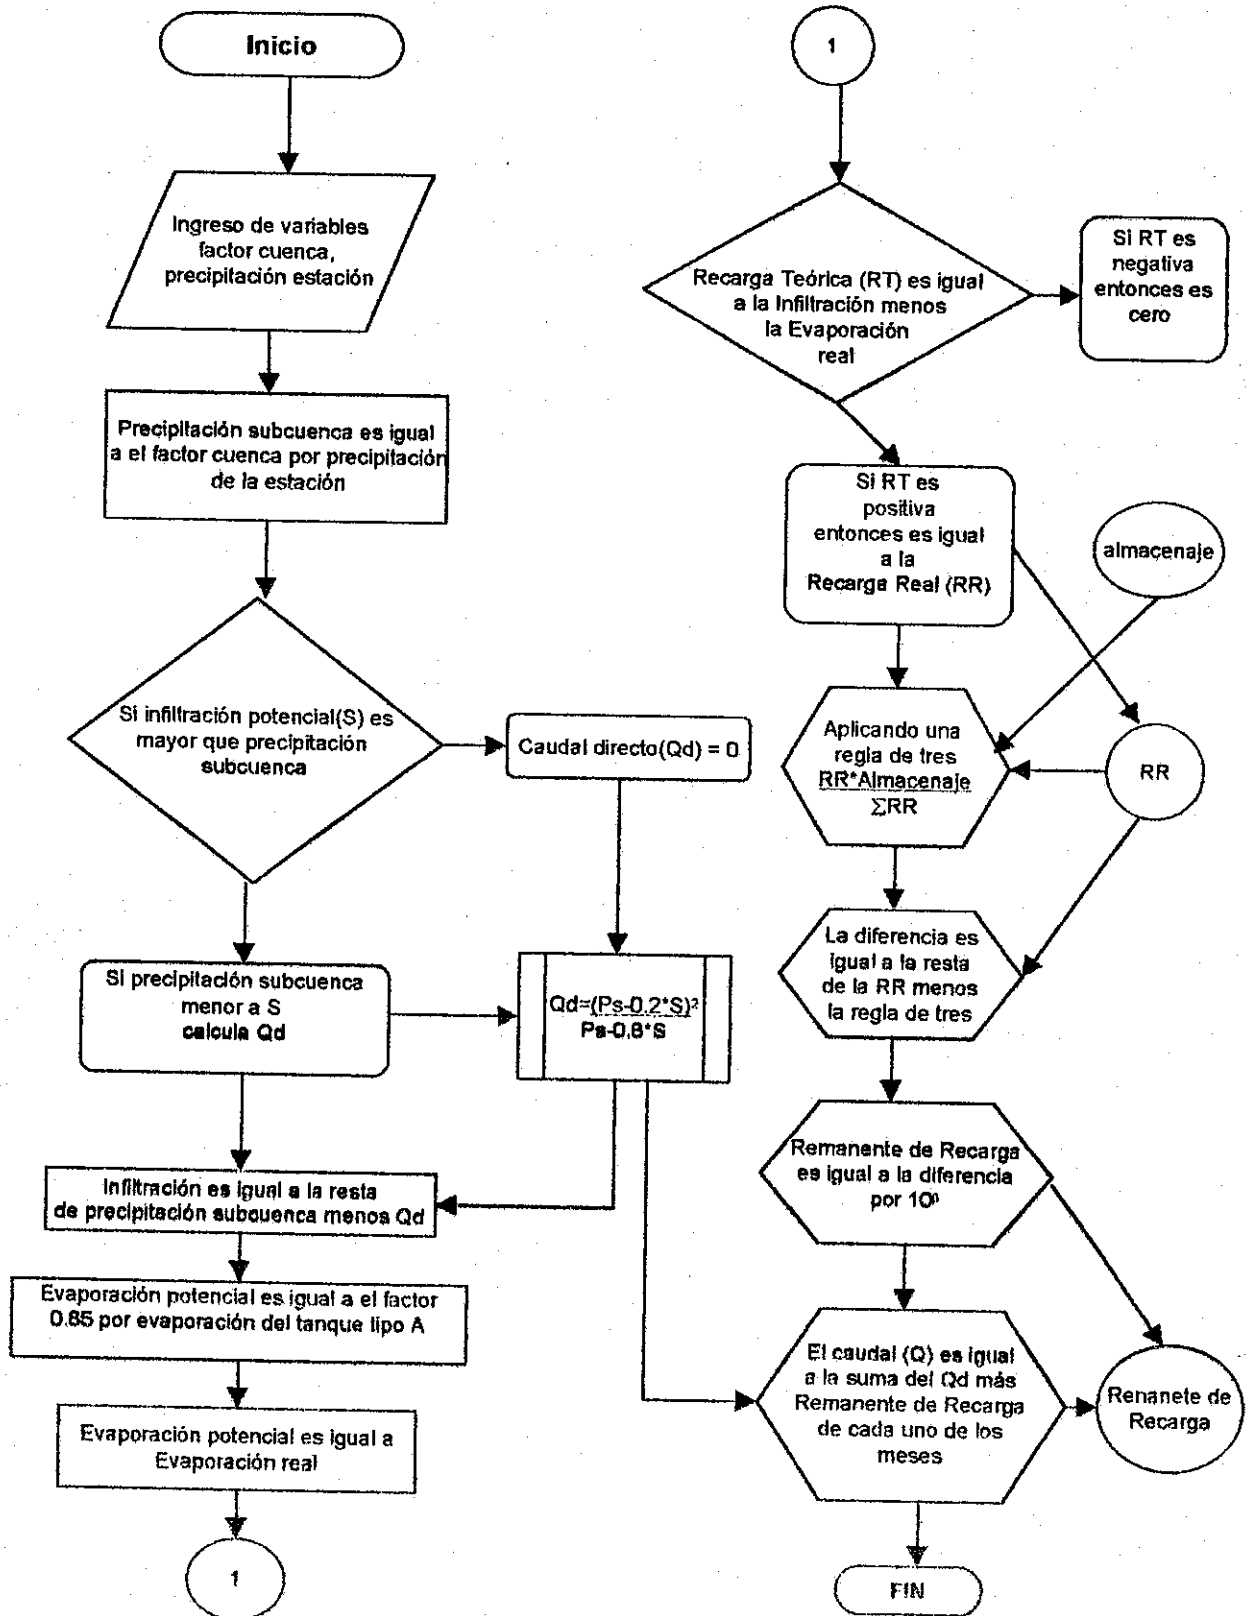 Inicio
Ingreso de variables
factor cuenca,
precipitación estación
Precipitación subcuenca es igual
a el factor cuenca por precipitación
de la estación
Si infiltración potencial(S) es
mayor que precipitación
subcuenca
Caudal directo(Qd) = 0
Si precipitación subcuenca
menor a S
calcula Qd
Qd=(Ps-0.2*S)²
Ps-0.8*S
Infiltración es igual a la resta
de precipitación subcuenca menos Qd
Evaporación potencial es igual a el factor
0.85 por evaporación del tanque tipo A
Evaporación potencial es igual a
Evaporación real
1
1
Recarga Teórica (RT) es igual
a la Infiltración menos
la Evaporación
real
Si RT es
negativa
entonces es
cero
Si RT es
positiva
entonces es igual
a la
Recarga Real (RR)
almacenaje
Aplicando una
regla de tres
RR*Almacenaje
ΣRR
RR
La diferencia es
igual a la resta
de la RR menos
la regla de tres
Remanente de Recarga
es igual a la diferencia
por
El caudal (Q) es igual
a la suma del Qd más
Remanente de Recarga
de cada uno de los
meses
Renanete de
Recarga
FIN